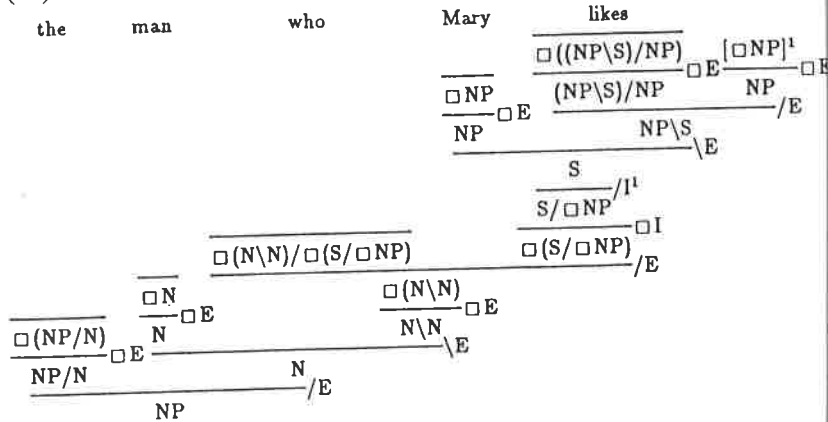 the man who Mary likes
□((NP\S)/NP) [□NP]¹
□NP □E □E
□E (NP\S)/NP NP
NP /E
NP\S
\E
S
/I¹
S/□NP
□I
□(N\N)/□(S/□NP) □(S/□NP)
/E
□N □(N\N)
□E □E
□(NP/N) N N\N
□E \E
NP/N N
/E
NP